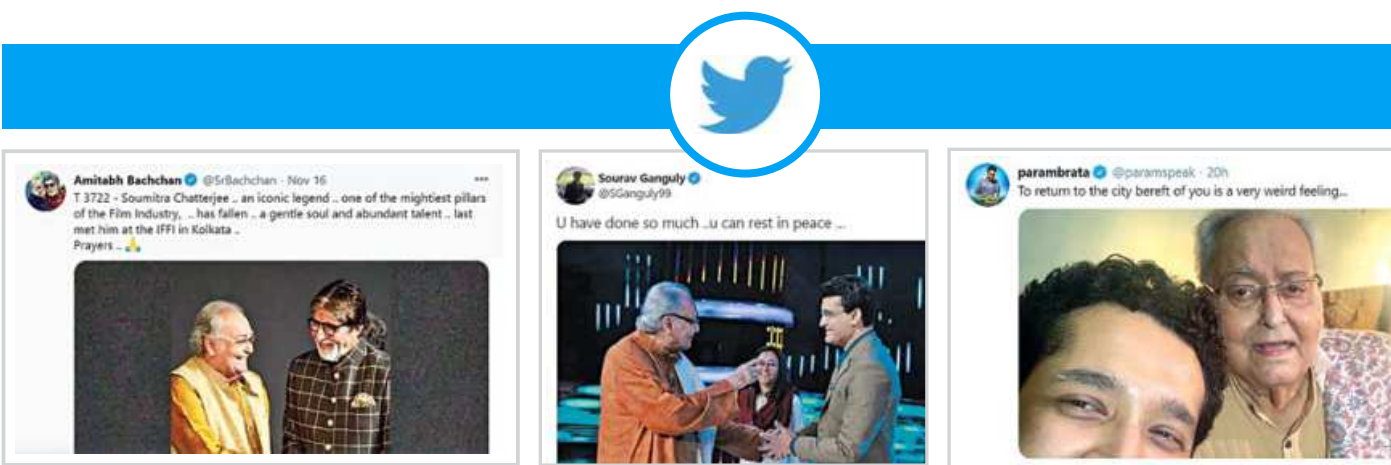 Amitabh Bachchan @SrBachchan · Nov 16
T 3722 - Soumitra Chatterjee .. an iconic legend .. one of the mightiest pillars
of the Film Industry, .. has fallen .. a gentle soul and abundant talent .. last
met him at the IFFI in Kolkata ..
Prayers .. 🙏
Sourav Ganguly
@SGanguly99
U have done so much ..u can rest in peace ...
parambrata @paramspeak · 20h
To return to the city bereft of you is a very weird feeling...